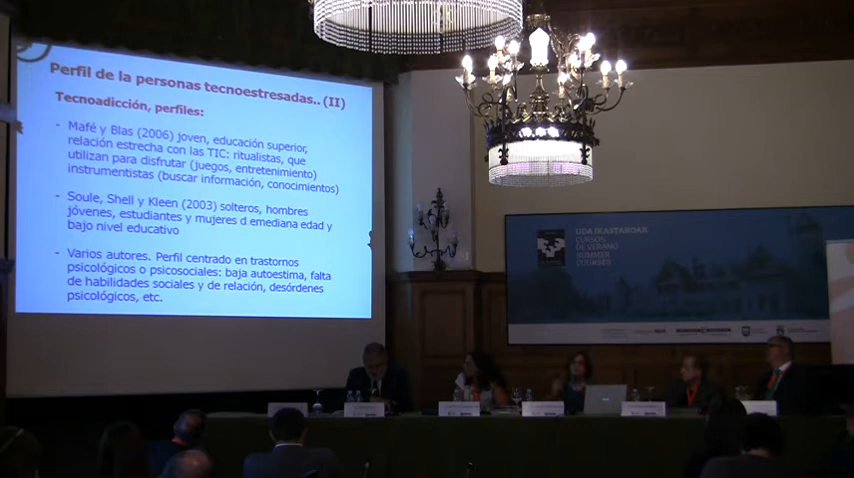 Perfil de la personas tecnoestresadas.. (II)
Tecnoadicción, perfiles:
- Mafé y Blas (2006) joven, educación superior,
relación estrecha con las TIC: ritualistas, que
utilizan para disfrutar (juegos, entretenimiento)
instrumentistas (buscar información, conocimientos)
- Soule, Shell y Kleen (2003) solteros, hombres
jóvenes, estudiantes y mujeres d emediana edad y
bajo nivel educativo
- Varios autores. Perfil centrado en trastornos
psicológicos o psicosociales: baja autoestima, falta
de habilidades sociales y de relación, desórdenes
psicológicos, etc.
UDA IKASTAROAK
CURSOS
DE VERANO
SUMMER
COURSES